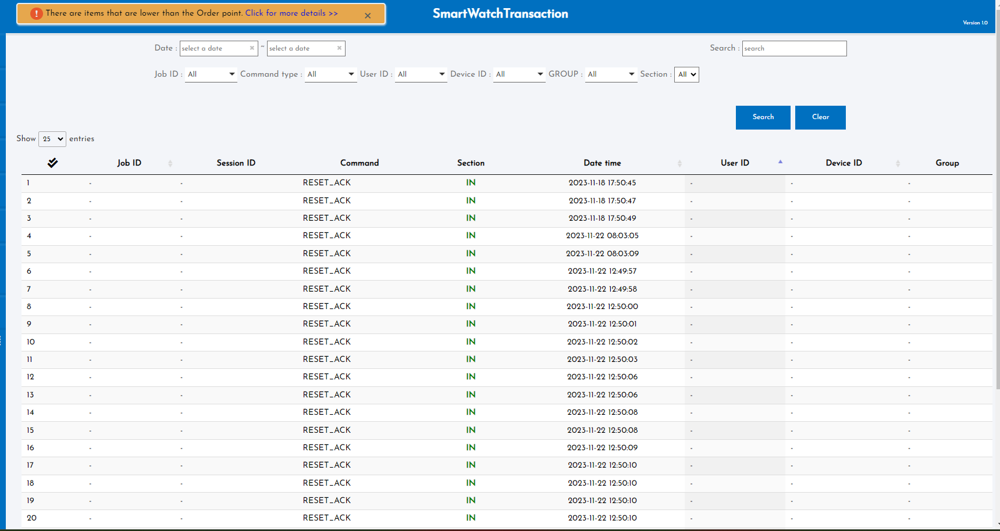 There are items that are lower than the Order point. Click for more details >> ×
SmartWatchTransaction
Version 1.0
Date : select a date × ~ select a date × Search : search
Job ID : All Command type : All User ID : All Device ID : All GROUP : All Section : All
Search Clear
Show 25 entries
Job ID Session ID Command Section Date time User ID Device ID Group
1 - - RESET_ACK IN 2023-11-18 17:50:45 - - -
2 - - RESET_ACK IN 2023-11-18 17:50:47 - - -
3 - - RESET_ACK IN 2023-11-18 17:50:49 - - -
4 - - RESET_ACK IN 2023-11-22 08:03:05 - - -
5 - - RESET_ACK IN 2023-11-22 08:03:09 - - -
6 - - RESET_ACK IN 2023-11-22 12:49:57 - - -
7 - - RESET_ACK IN 2023-11-22 12:49:58 - - -
8 - - RESET_ACK IN 2023-11-22 12:50:00 - - -
9 - - RESET_ACK IN 2023-11-22 12:50:01 - - -
10 - - RESET_ACK IN 2023-11-22 12:50:02 - - -
11 - - RESET_ACK IN 2023-11-22 12:50:03 - - -
12 - - RESET_ACK IN 2023-11-22 12:50:06 - - -
13 - - RESET_ACK IN 2023-11-22 12:50:06 - - -
14 - - RESET_ACK IN 2023-11-22 12:50:08 - - -
15 - - RESET_ACK IN 2023-11-22 12:50:08 - - -
16 - - RESET_ACK IN 2023-11-22 12:50:09 - - -
17 - - RESET_ACK IN 2023-11-22 12:50:10 - - -
18 - - RESET_ACK IN 2023-11-22 12:50:10 - - -
19 - - RESET_ACK IN 2023-11-22 12:50:10 - - -
20 - - RESET_ACK IN 2023-11-22 12:50:10 - - -